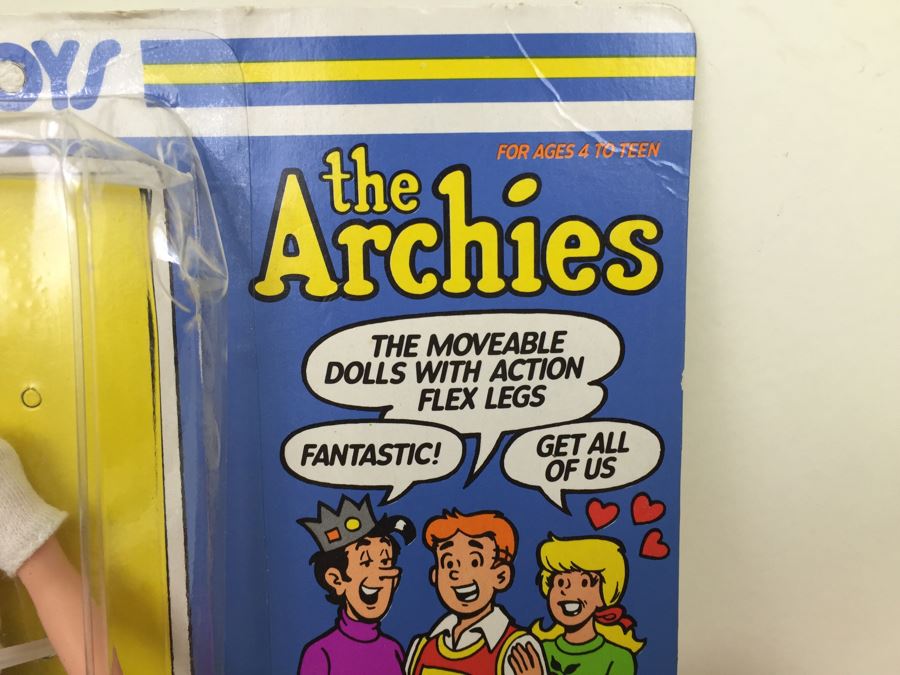 OYS
FOR AGES 4 TO TEEN
the
Archies
THE MOVEABLE
DOLLS WITH ACTION
FLEX LEGS
FANTASTIC!
GET ALL
OF US